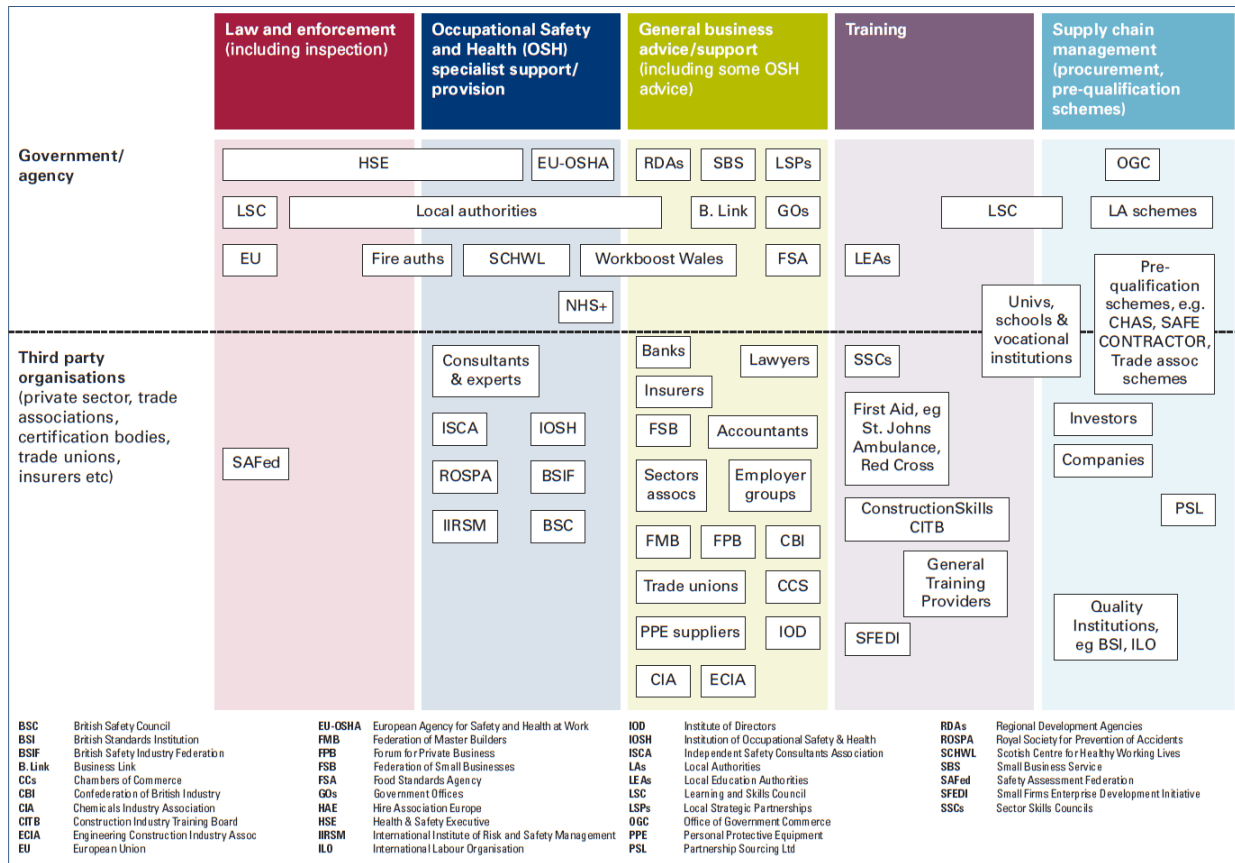 Law and enforcement
(including inspection)
Occupational Safety
and Health (OSH)
specialist support/
provision
General business
advice/support
(including some OSH
advice)
Training
Supply chain
management
(procurement,
pre-qualification
schemes)
Government/
agency
HSE
EU-OSHA
RDAs
SBS
LSPs
OGC
LSC
Local authorities
B. Link
GOs
LSC
LA schemes
EU
Fire auths
SCHWL
Workboost Wales
FSA
LEAs
Pre-
qualification
schemes, e.g.
CHAS, SAFE
CONTRACTOR,
Trade assoc
schemes
NHS+
Univs,
schools &
vocational
institutions
Third party
organisations
(private sector, trade
associations,
certification bodies,
trade unions,
insurers etc)
SAFed
Consultants
& experts
ISCA
IOSH
ROSPA
BSIF
IIRSM
BSC
Banks
Lawyers
Insurers
FSB
Accountants
Sectors
assocs
Employer
groups
FMB
FPB
CBI
Trade unions
CCS
PPE suppliers
IOD
CIA
ECIA
SSCs
First Aid, eg
St. Johns
Ambulance,
Red Cross
ConstructionSkills
CITB
General
Training
Providers
SFEDI
Investors
Companies
PSL
Quality
Institutions,
eg BSI, ILO
BSC British Safety Council
BSI British Standards Institution
BSIF British Safety Industry Federation
B. Link Business Link
CCs Chambers of Commerce
CBI Confederation of British Industry
CIA Chemicals Industry Association
CITB Construction Industry Training Board
ECIA Engineering Construction Industry Assoc
EU European Union
EU-OSHA European Agency for Safety and Health at Work
FMB Federation of Master Builders
FPB Forum for Private Business
FSB Federation of Small Businesses
FSA Food Standards Agency
GOs Government Offices
HAE Hire Association Europe
HSE Health & Safety Executive
IIRSM International Institute of Risk and Safety Management
ILO International Labour Organisation
IOD Institute of Directors
IOSH Institution of Occupational Safety & Health
ISCA Independent Safety Consultants Association
LAs Local Authorities
LEAs Local Education Authorities
LSC Learning and Skills Council
LSPs Local Strategic Partnerships
OGC Office of Government Commerce
PPE Personal Protective Equipment
PSL Partnership Sourcing Ltd
RDAs Regional Development Agencies
ROSPA Royal Society for Prevention of Accidents
SCHWL Scotish Centre for Healthy Working Lives
SBS Small Business Service
SAFed Safety Assessment Federation
SFEDI Small Firms Enterprise Development Initiative
SSCs Sector Skills Councils